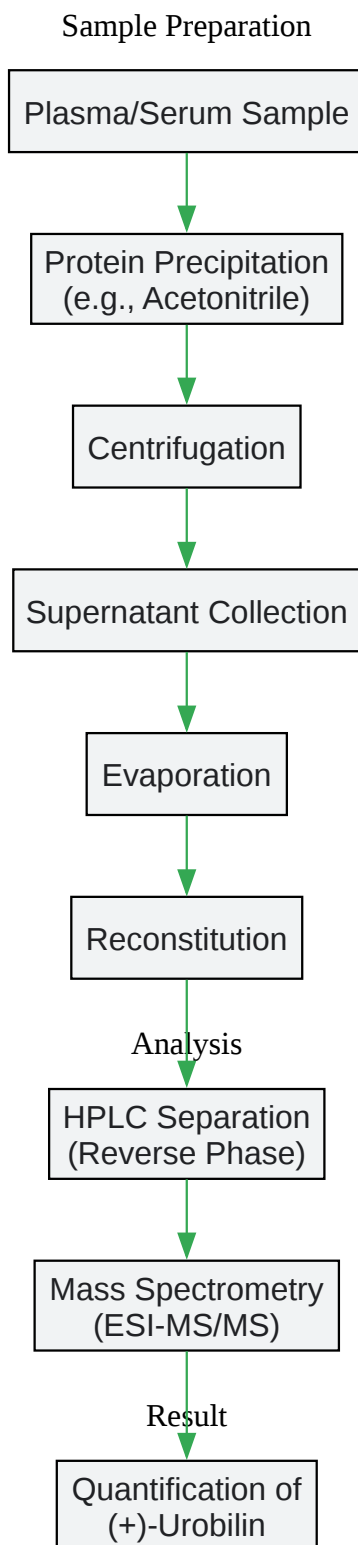 Sample Preparation
Plasma/Serum Sample
Protein Precipitation
(e.g., Acetonitrile)
Centrifugation
Supernatant Collection
Evaporation
Reconstitution
Analysis
HPLC Separation
(Reverse Phase)
Mass Spectrometry
(ESI-MS/MS)
Result
Quantification of
(+)-Urobilin